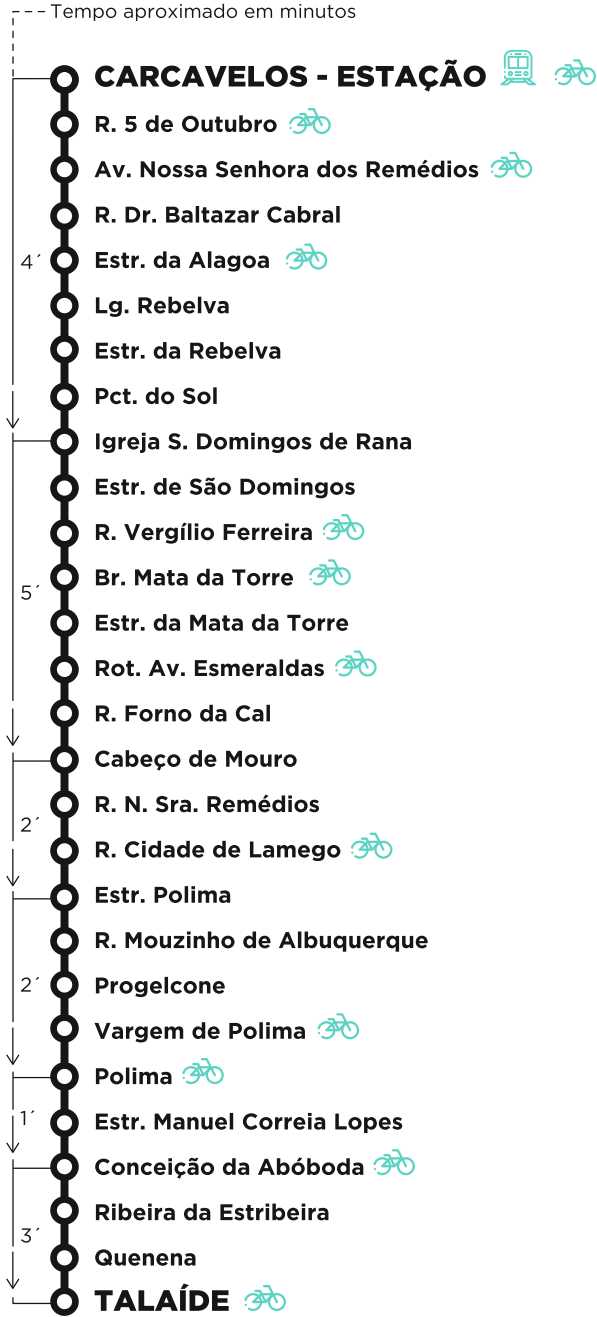 Tempo aproximado em minutos
CARCAVELOS - ESTAÇÃO
R. 5 de Outubro
Av. Nossa Senhora dos Remédios
R. Dr. Baltazar Cabral
4´ Estr. da Alagoa
Lg. Rebelva
Estr. da Rebelva
Pct. do Sol
Igreja S. Domingos de Rana
Estr. de São Domingos
R. Vergílio Ferreira
Br. Mata da Torre
5´
Estr. da Mata da Torre
Rot. Av. Esmeraldas
R. Forno da Cal
Cabeço de Mouro
R. N. Sra. Remédios
2´
R. Cidade de Lamego
Estr. Polima
R. Mouzinho de Albuquerque
2´ Progelcone
Vargem de Polima
Polima
1´ Estr. Manuel Correia Lopes
Conceição da Abóboda
Ribeira da Estribeira
3´
Quenena
TALAÍDE